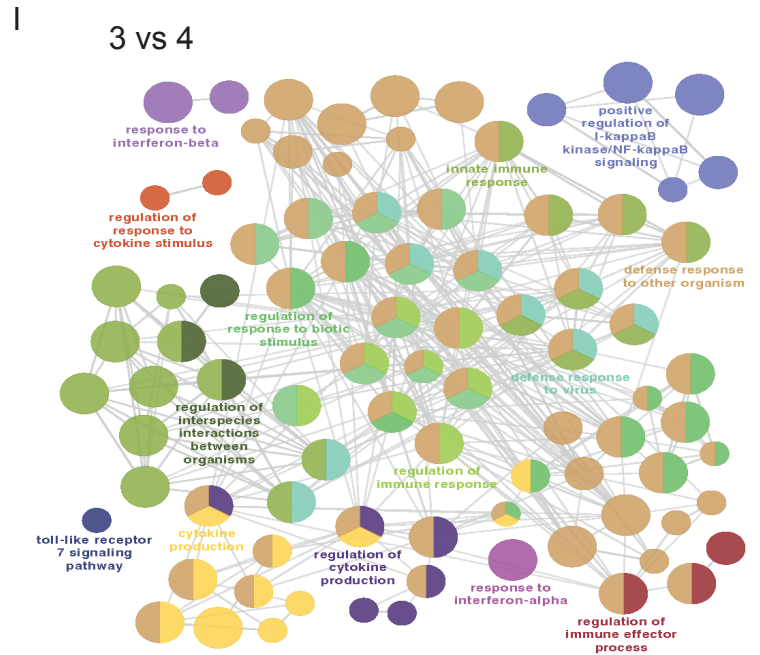 I
3 vs 4
response to
interferon-beta
positive
regulation of
I-kappaB
kinase/NF-kappaB
signaling
innate immune
response
regulation of
response to
cytokine stimulus
defense response
to other organism
regulation of
response to biotic
stimulus
defense response
to virus
regulation of
interspecies
interactions
between
organisms
regulation of
immune response
toll-like receptor
7 signaling
pathway
cytokine
production
regulation of
cytokine
production
response to
interferon-alpha
regulation of
immune effector
process